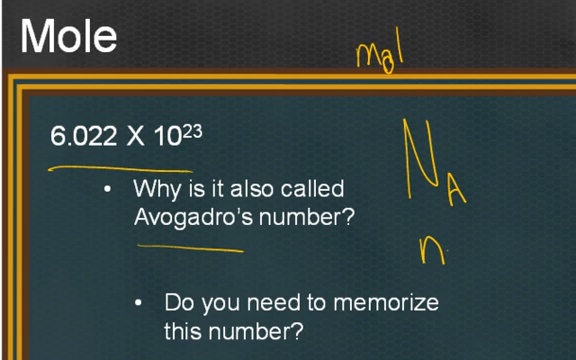 Mole
mol
6.022 X 10²³
N_A
• Why is it also called
Avogadro's number?
n
• Do you need to memorize
this number?